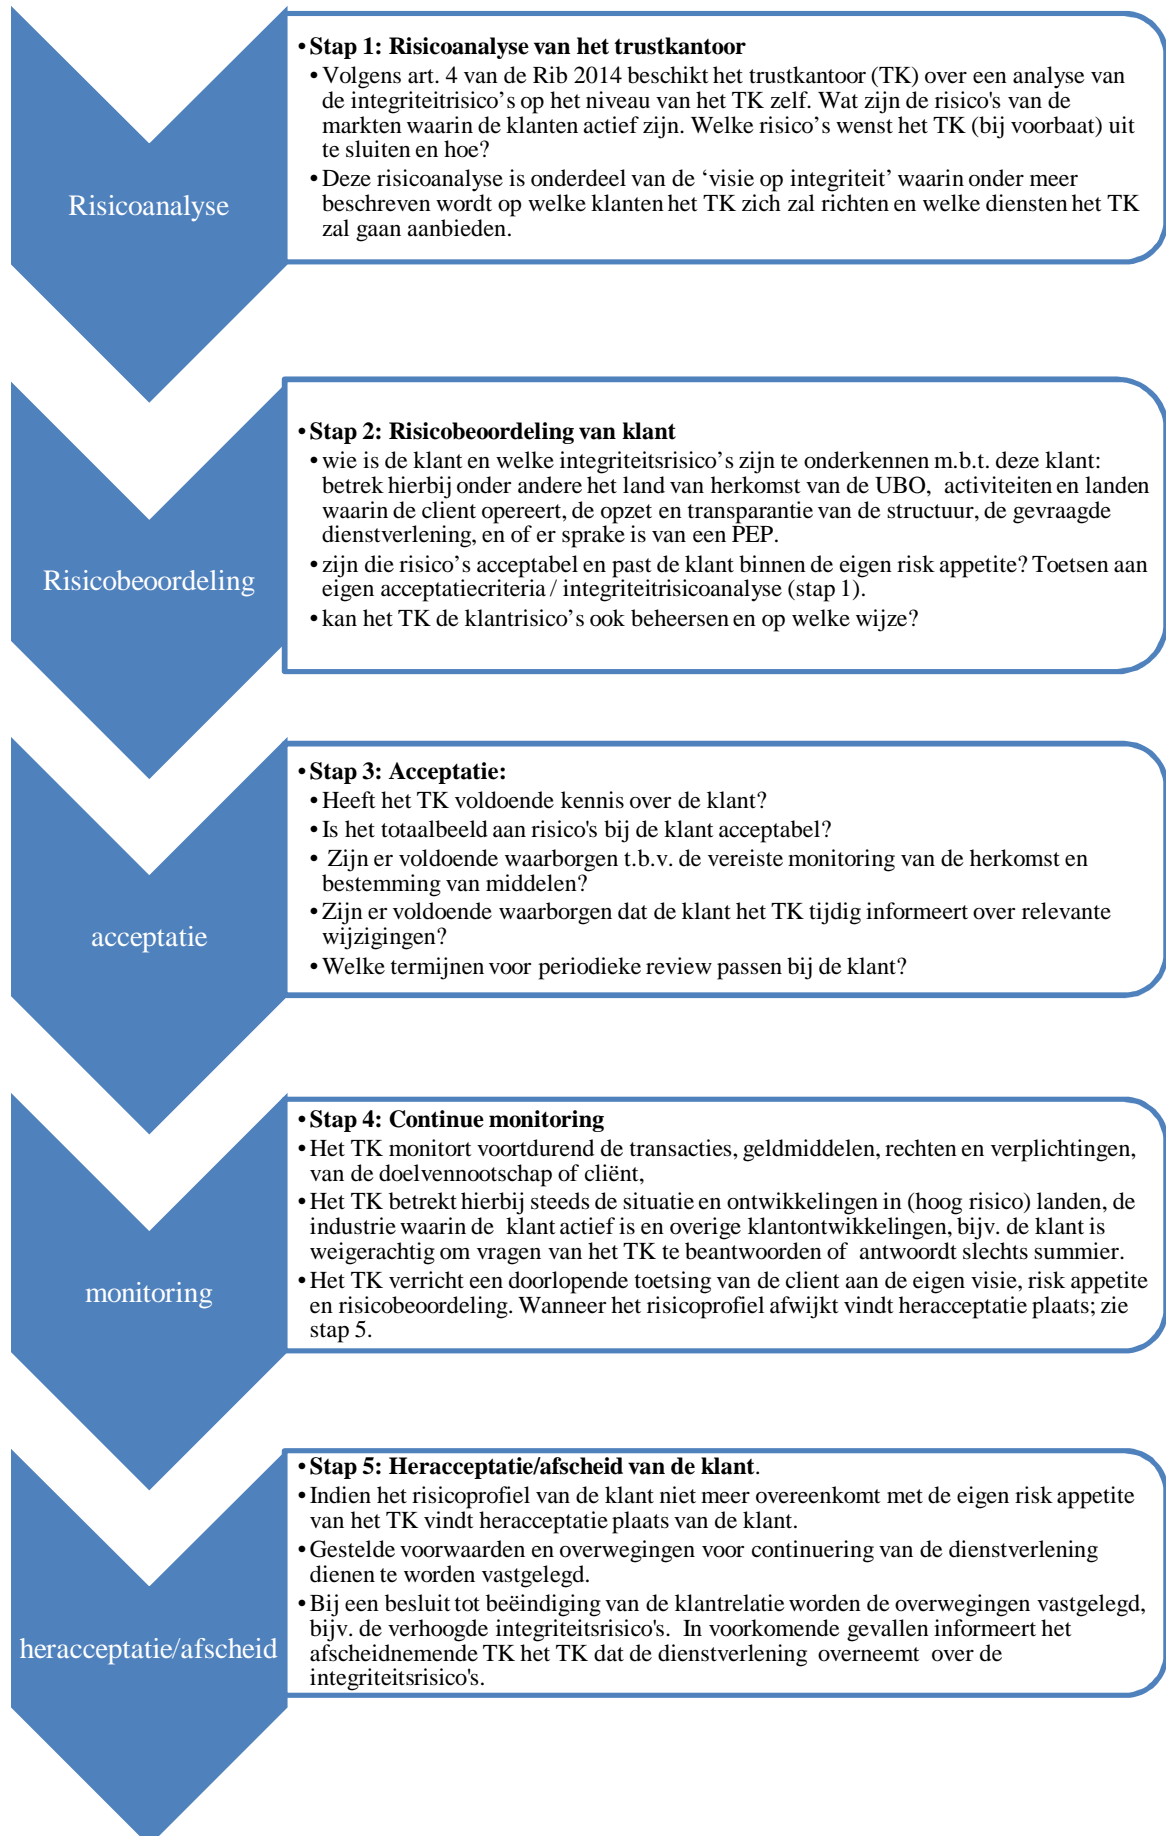 Risicoanalyse
• Stap 1: Risicoanalyse van het trustkantoor
• Volgens art. 4 van de Rib 2014 beschikt het trustkantoor (TK) over een analyse van
de integriteitrisico’s op het niveau van het TK zelf. Wat zijn de risico's van de
markten waarin de klanten actief zijn. Welke risico’s wenst het TK (bij voorbaat) uit
te sluiten en hoe?
• Deze risicoanalyse is onderdeel van de ‘visie op integriteit’ waarin onder meer
beschreven wordt op welke klanten het TK zich zal richten en welke diensten het TK
zal gaan aanbieden.
Risicobeoordeling
• Stap 2: Risicobeoordeling van klant
• wie is de klant en welke integriteitsrisico’s zijn te onderkennen m.b.t. deze klant:
betrek hierbij onder andere het land van herkomst van de UBO, activiteiten en landen
waarin de client opereert, de opzet en transparantie van de structuur, de gevraagde
dienstverlening, en of er sprake is van een PEP.
• zijn die risico’s acceptabel en past de klant binnen de eigen risk appetite? Toetsen aan
eigen acceptatiecriteria / integriteitrisicoanalyse (stap 1).
• kan het TK de klantrisico’s ook beheersen en op welke wijze?
acceptatie
• Stap 3: Acceptatie:
• Heeft het TK voldoende kennis over de klant?
• Is het totaalbeeld aan risico's bij de klant acceptabel?
• Zijn er voldoende waarborgen t.b.v. de vereiste monitoring van de herkomst en
bestemming van middelen?
• Zijn er voldoende waarborgen dat de klant het TK tijdig informeert over relevante
wijzigingen?
• Welke termijnen voor periodieke review passen bij de klant?
monitoring
• Stap 4: Continue monitoring
• Het TK monitort voortdurend de transacties, geldmiddelen, rechten en verplichtingen,
van de doelvennootschap of cliënt,
• Het TK betrekt hierbij steeds de situatie en ontwikkelingen in (hoog risico) landen, de
industrie waarin de klant actief is en overige klantontwikkelingen, bijv. de klant is
weigerachtig om vragen van het TK te beantwoorden of antwoordt slechts summier.
• Het TK verricht een doorlopende toetsing van de client aan de eigen visie, risk appetite
en risicobeoordeling. Wanneer het risicoprofiel afwijkt vindt heracceptatie plaats; zie
stap 5.
heracceptatie/afscheid
• Stap 5: Heracceptatie/afscheid van de klant.
• Indien het risicoprofiel van de klant niet meer overeenkomt met de eigen risk appetite
van het TK vindt heracceptatie plaats van de klant.
• Gestelde voorwaarden en overwegingen voor continuering van de dienstverlening
dienen te worden vastgelegd.
• Bij een besluit tot beëindiging van de klantrelatie worden de overwegingen vastgelegd,
bijv. de verhoogde integriteitsrisico's. In voorkomende gevallen informeert het
afscheidnemende TK het TK dat de dienstverlening overneemt over de
integriteitsrisico's.